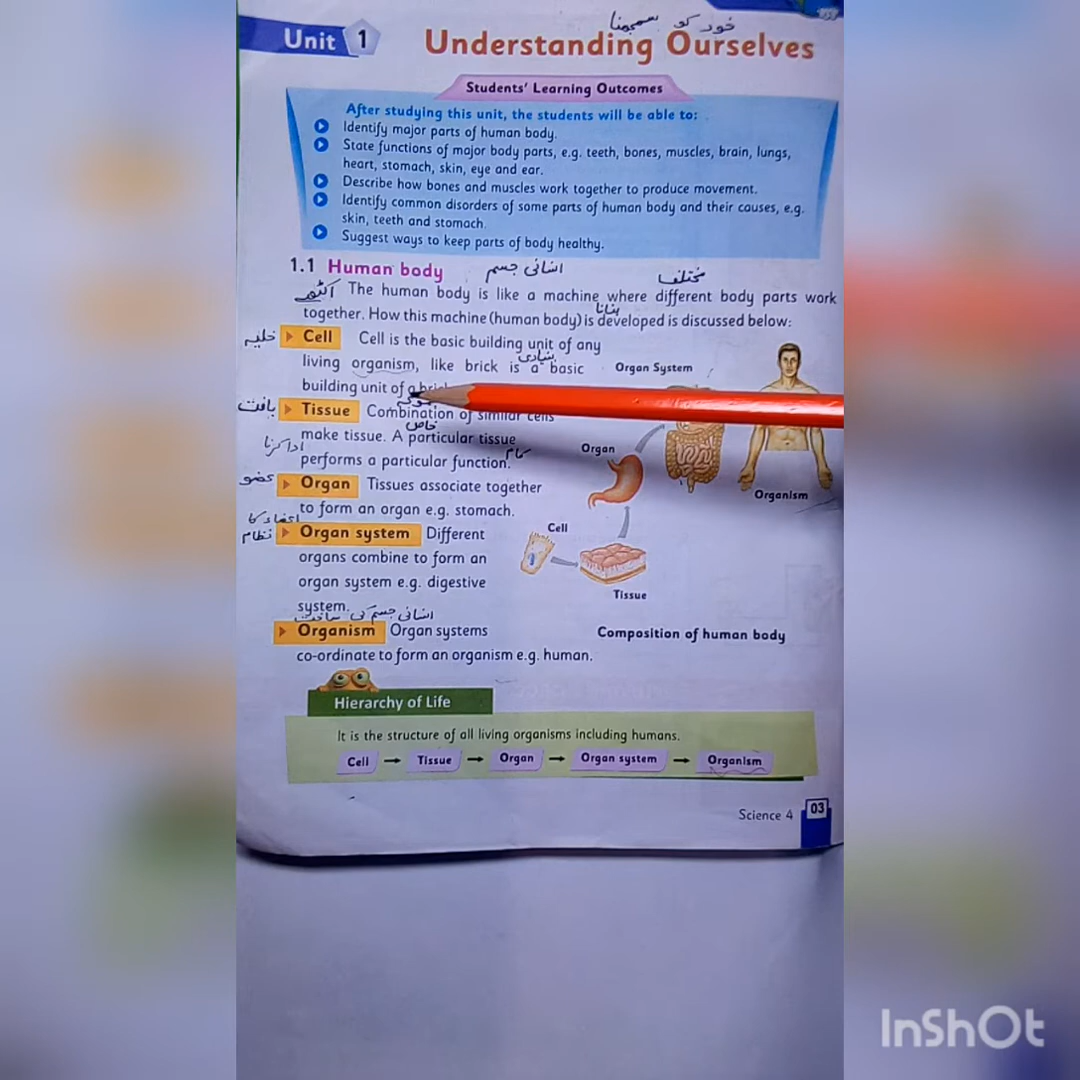 خود کو سمجھنا
Unit 1
Understanding Ourselves
Students' Learning Outcomes
After studying this unit, the students will be able to:
Identify major parts of human body.
State functions of major body parts, e.g. teeth, bones, muscles, brain, lungs,
heart, stomach, skin, eye and ear.
Describe how bones and muscles work together to produce movement.
Identify common disorders of some parts of human body and their causes, e.g.
skin, teeth and stomach.
Suggest ways to keep parts of body healthy.
1.1 Human body انسانی جسم مختلف
The human body is like a machine where different body parts work
بنانا
together. How this machine (human body) is developed is discussed below:
خلیہ Cell Cell is the basic building unit of any
بنیادی
living organism, like brick is a basic
building unit of a
بافت Tissue Combination of similar cells
خاص
make tissue. A particular tissue
ادا کرنا کام
performs a particular function.
عضو Organ Tissues associate together
to form an organ e.g. stomach.
اعضاء کا
نظام Organ system Different
organs combine to form an
organ system e.g. digestive
system.
انسانی جسم کی ساخت
Organism Organ systems
co-ordinate to form an organism e.g. human.
Organ System
Organ
Organism
Cell
Tissue
Composition of human body
Hierarchy of Life
It is the structure of all living organisms including humans.
Cell → Tissue → Organ → Organ system → Organism
Science 4 03
InShOt